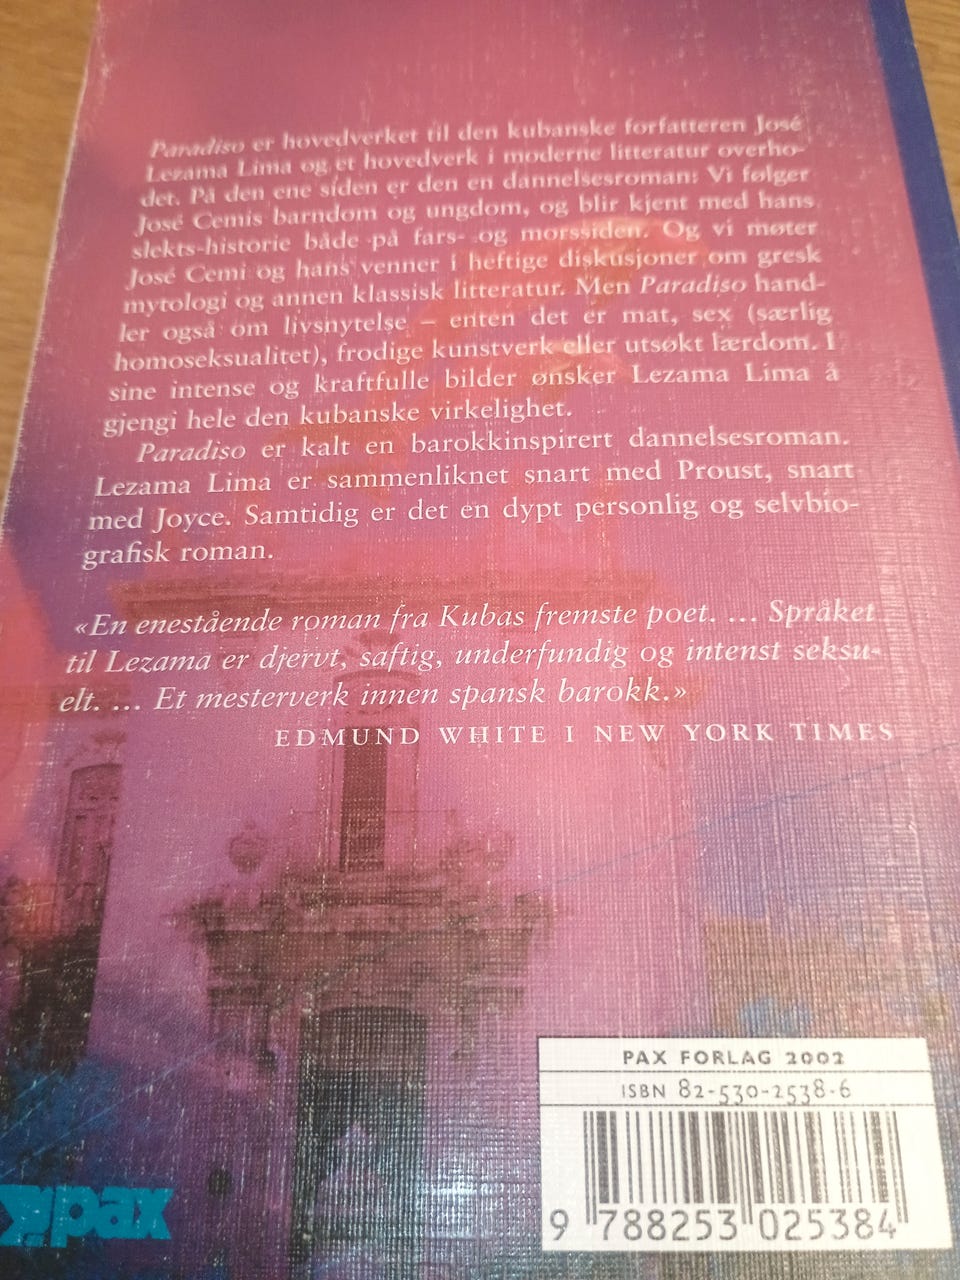 Paradiso er hovedverket til den kubanske forfatteren José
Lezama Lima og et hovedverk i moderne litteratur overho-
det. På den ene siden er den en dannelsesroman: Vi følger
José Cemis barndom og ungdom, og blir kjent med hans
slekts-historie både på fars- og morssiden. Og vi møter
José Cemi og hans venner i heftige diskusjoner om gresk
mytologi og annen klassisk litteratur. Men Paradiso hand-
ler også om livsnytelse – enten det er mat, sex (særlig
homoseksualitet), frodige kunstverk eller utsøkt lærdom. I
sine intense og kraftfulle bilder ønsker Lezama Lima å
gjengi hele den kubanske virkelighet.
Paradiso er kalt en barokkinspirert dannelsesroman.
Lezama Lima er sammenliknet snart med Proust, snart
med Joyce. Samtidig er det en dypt personlig og selvbio-
grafisk roman.
«En enestående roman fra Kubas fremste poet. ... Språket
til Lezama er djervt, saftig, underfundig og intenst seksu-
elt. ... Et mesterverk innen spansk barokk.»
EDMUND WHITE I NEW YORK TIMES
PAX FORLAG 2002
ISBN 82-530-2538-6
9 788253 025384
pax